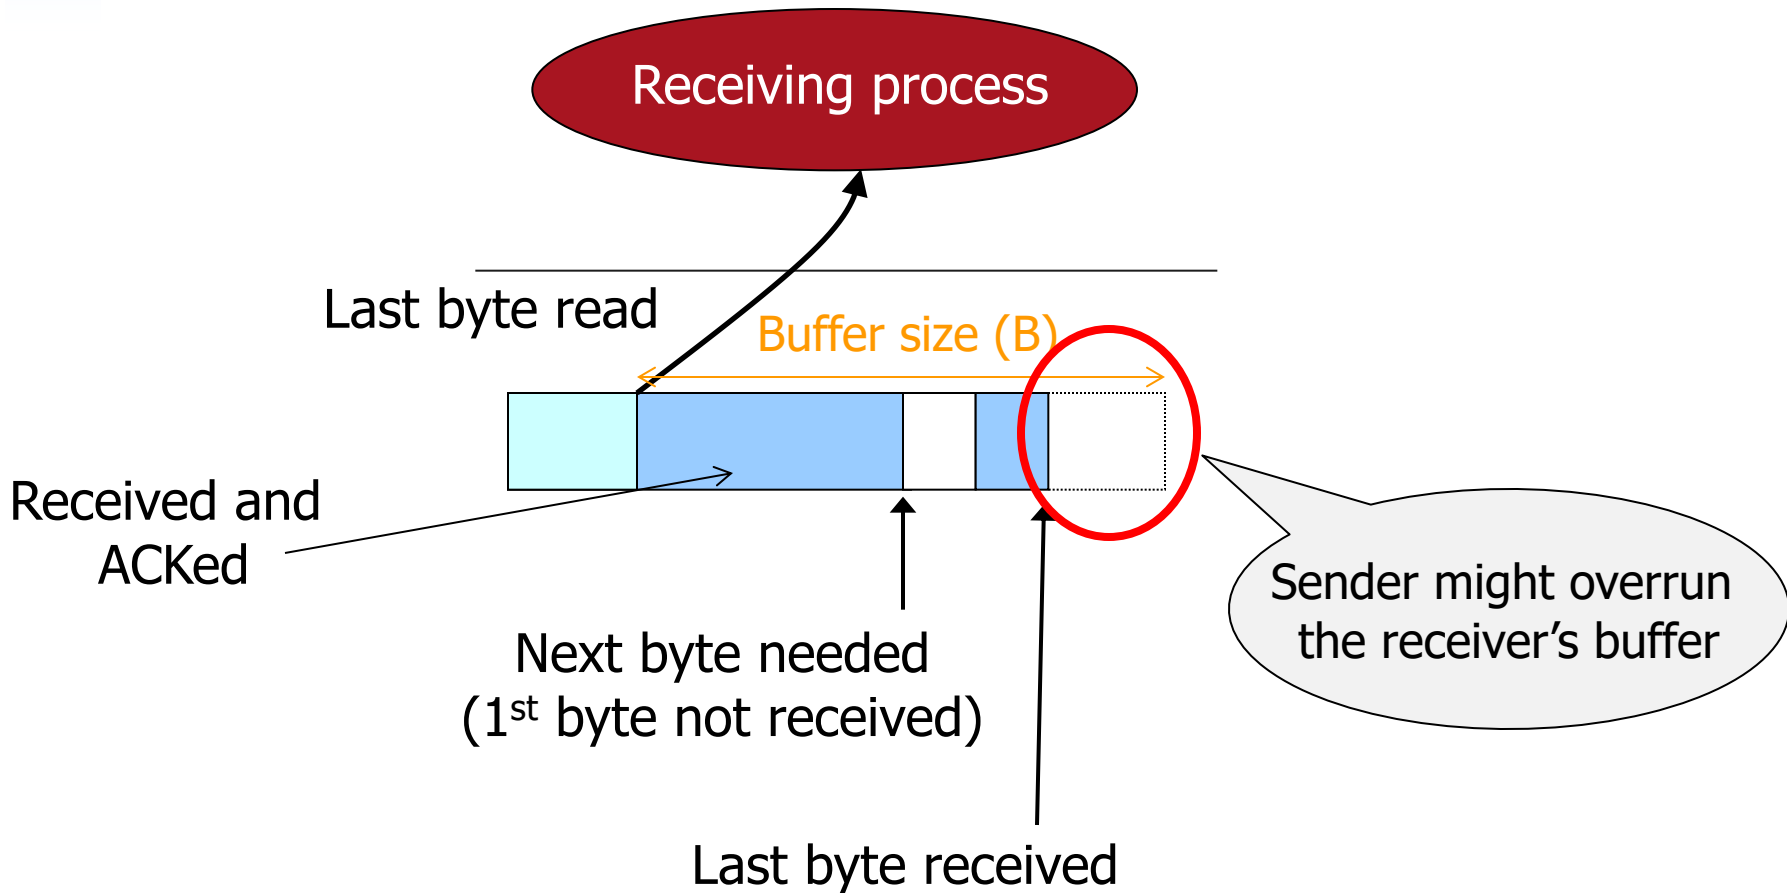 Receiving process
Last byte read
Buffer size (B)
Received and
ACKed
Sender might overrun
the receiver’s buffer
Next byte needed
(1st byte not received)
Last byte received